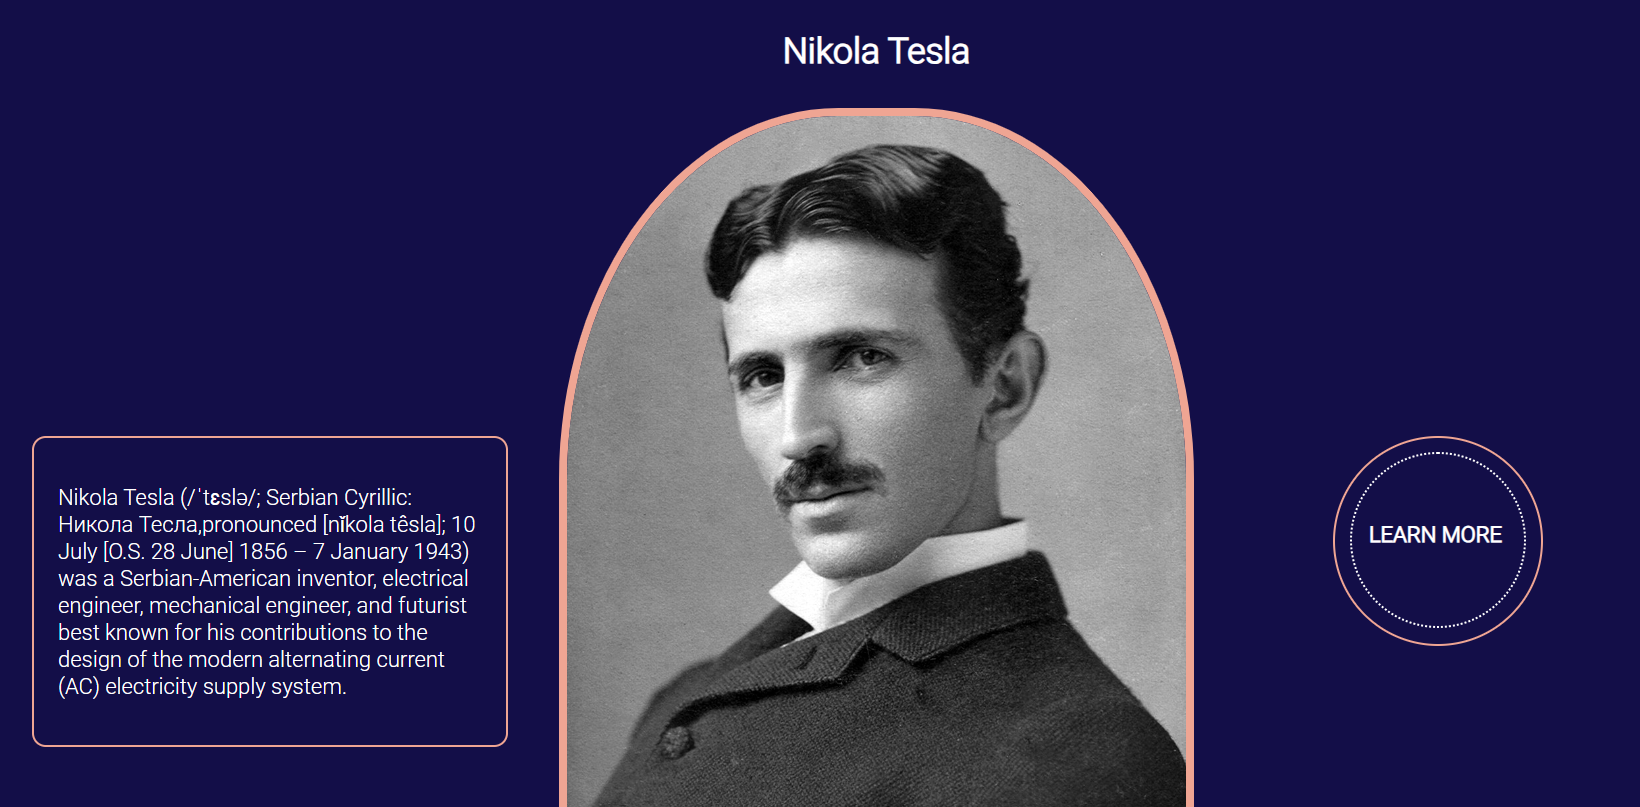 Nikola Tesla
Nikola Tesla (/ˈtɛslə/; Serbian Cyrillic:
Никола Тесла,pronounced [nǐkola têsla]; 10
July [O.S. 28 June] 1856 – 7 January 1943)
was a Serbian-American inventor, electrical
engineer, mechanical engineer, and futurist
best known for his contributions to the
design of the modern alternating current
(AC) electricity supply system.
LEARN MORE